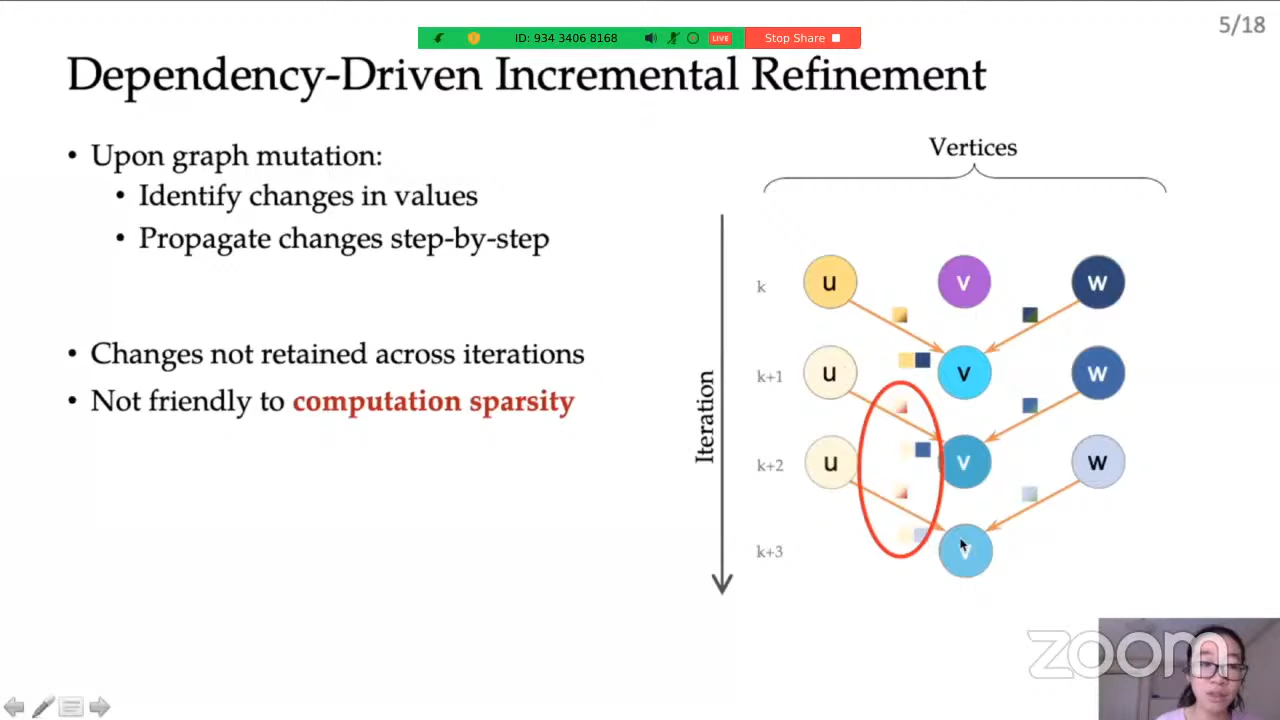 5/18
ID: 934 3406 8168
LIVE
Stop Share
Dependency-Driven Incremental Refinement
• Upon graph mutation:
• Identify changes in values
• Propagate changes step-by-step
• Changes not retained across iterations
• Not friendly to computation sparsity
Vertices
Iteration
k
u
v
w
k+1
u
v
w
k+2
u
v
w
k+3
v
zoom